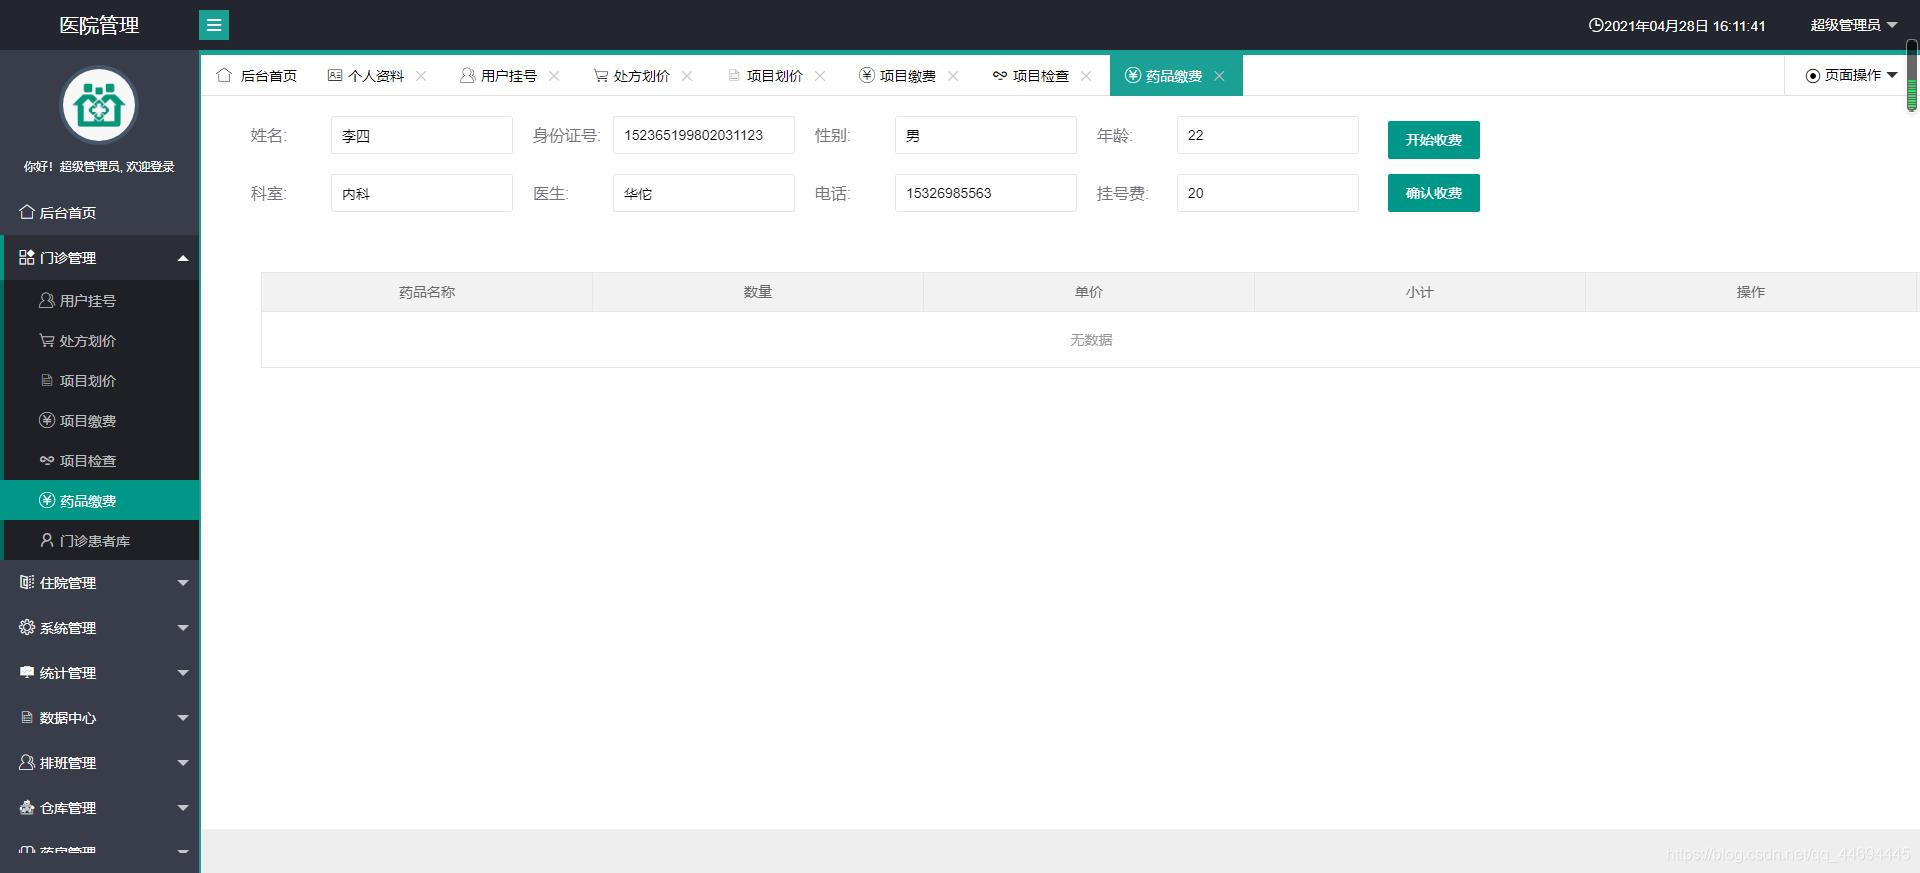 医院管理
2021年04月28日 16:11:41
超级管理员
你好！超级管理员, 欢迎登录
后台首页
门诊管理
用户挂号
处方划价
项目划价
项目缴费
项目检查
药品缴费
门诊患者库
住院管理
系统管理
统计管理
数据中心
排班管理
仓库管理
药房管理
后台首页
个人资料
用户挂号
处方划价
项目划价
项目缴费
项目检查
药品缴费
页面操作
姓名: 李四 身份证号: 152365199802031123 性别: 男 年龄: 22 开始收费
科室: 内科 医生: 华佗 电话: 15326985563 挂号费: 20 确认收费
药品名称 数量 单价 小计 操作
无数据
https://blog.csdn.net/qq_44694445